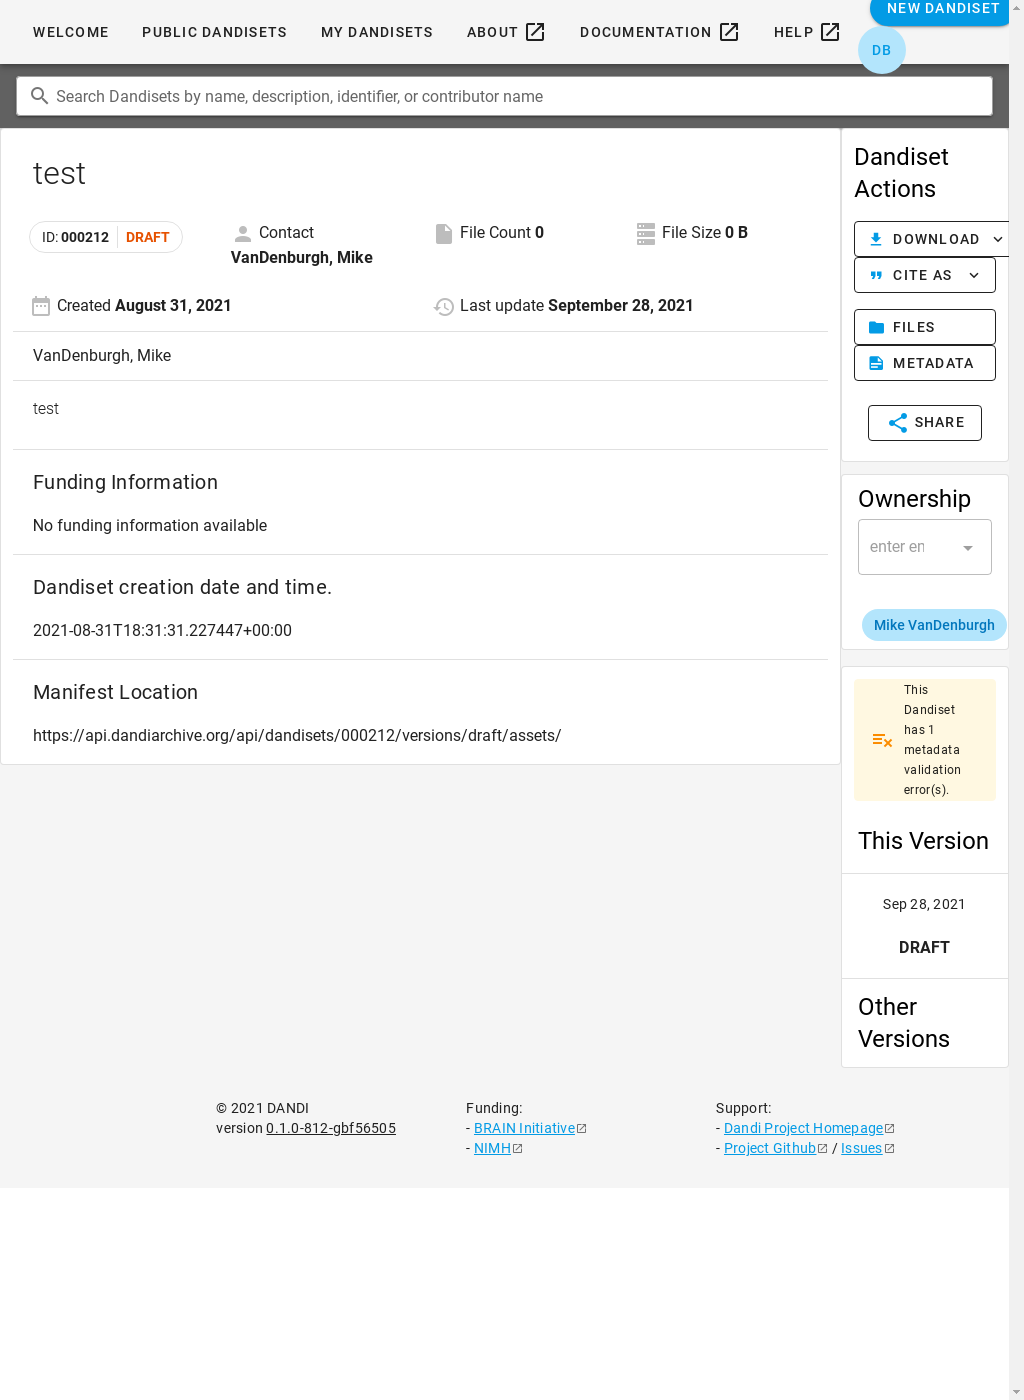 WELCOME
PUBLIC DANDISETS
MY DANDISETS
ABOUT
DOCUMENTATION
HELP
NEW DANDISET
DB
Search Dandisets by name, description, identifier, or contributor name
test
ID: 000212 DRAFT
Contact
VanDenburgh, Mike
File Count 0
File Size 0 B
Created August 31, 2021
Last update September 28, 2021
VanDenburgh, Mike
test
Funding Information
No funding information available
Dandiset creation date and time.
2021-08-31T18:31:31.227447+00:00
Manifest Location
https://api.dandiarchive.org/api/dandisets/000212/versions/draft/assets/
Dandiset
Actions
DOWNLOAD
CITE AS
FILES
METADATA
SHARE
Ownership
enter en
Mike VanDenburgh
This
Dandiset
has 1
metadata
validation
error(s).
This Version
Sep 28, 2021
DRAFT
Other
Versions
© 2021 DANDI
version 0.1.0-812-gbf56505
Funding:
- BRAIN Initiative
- NIMH
Support:
- Dandi Project Homepage
- Project Github / Issues